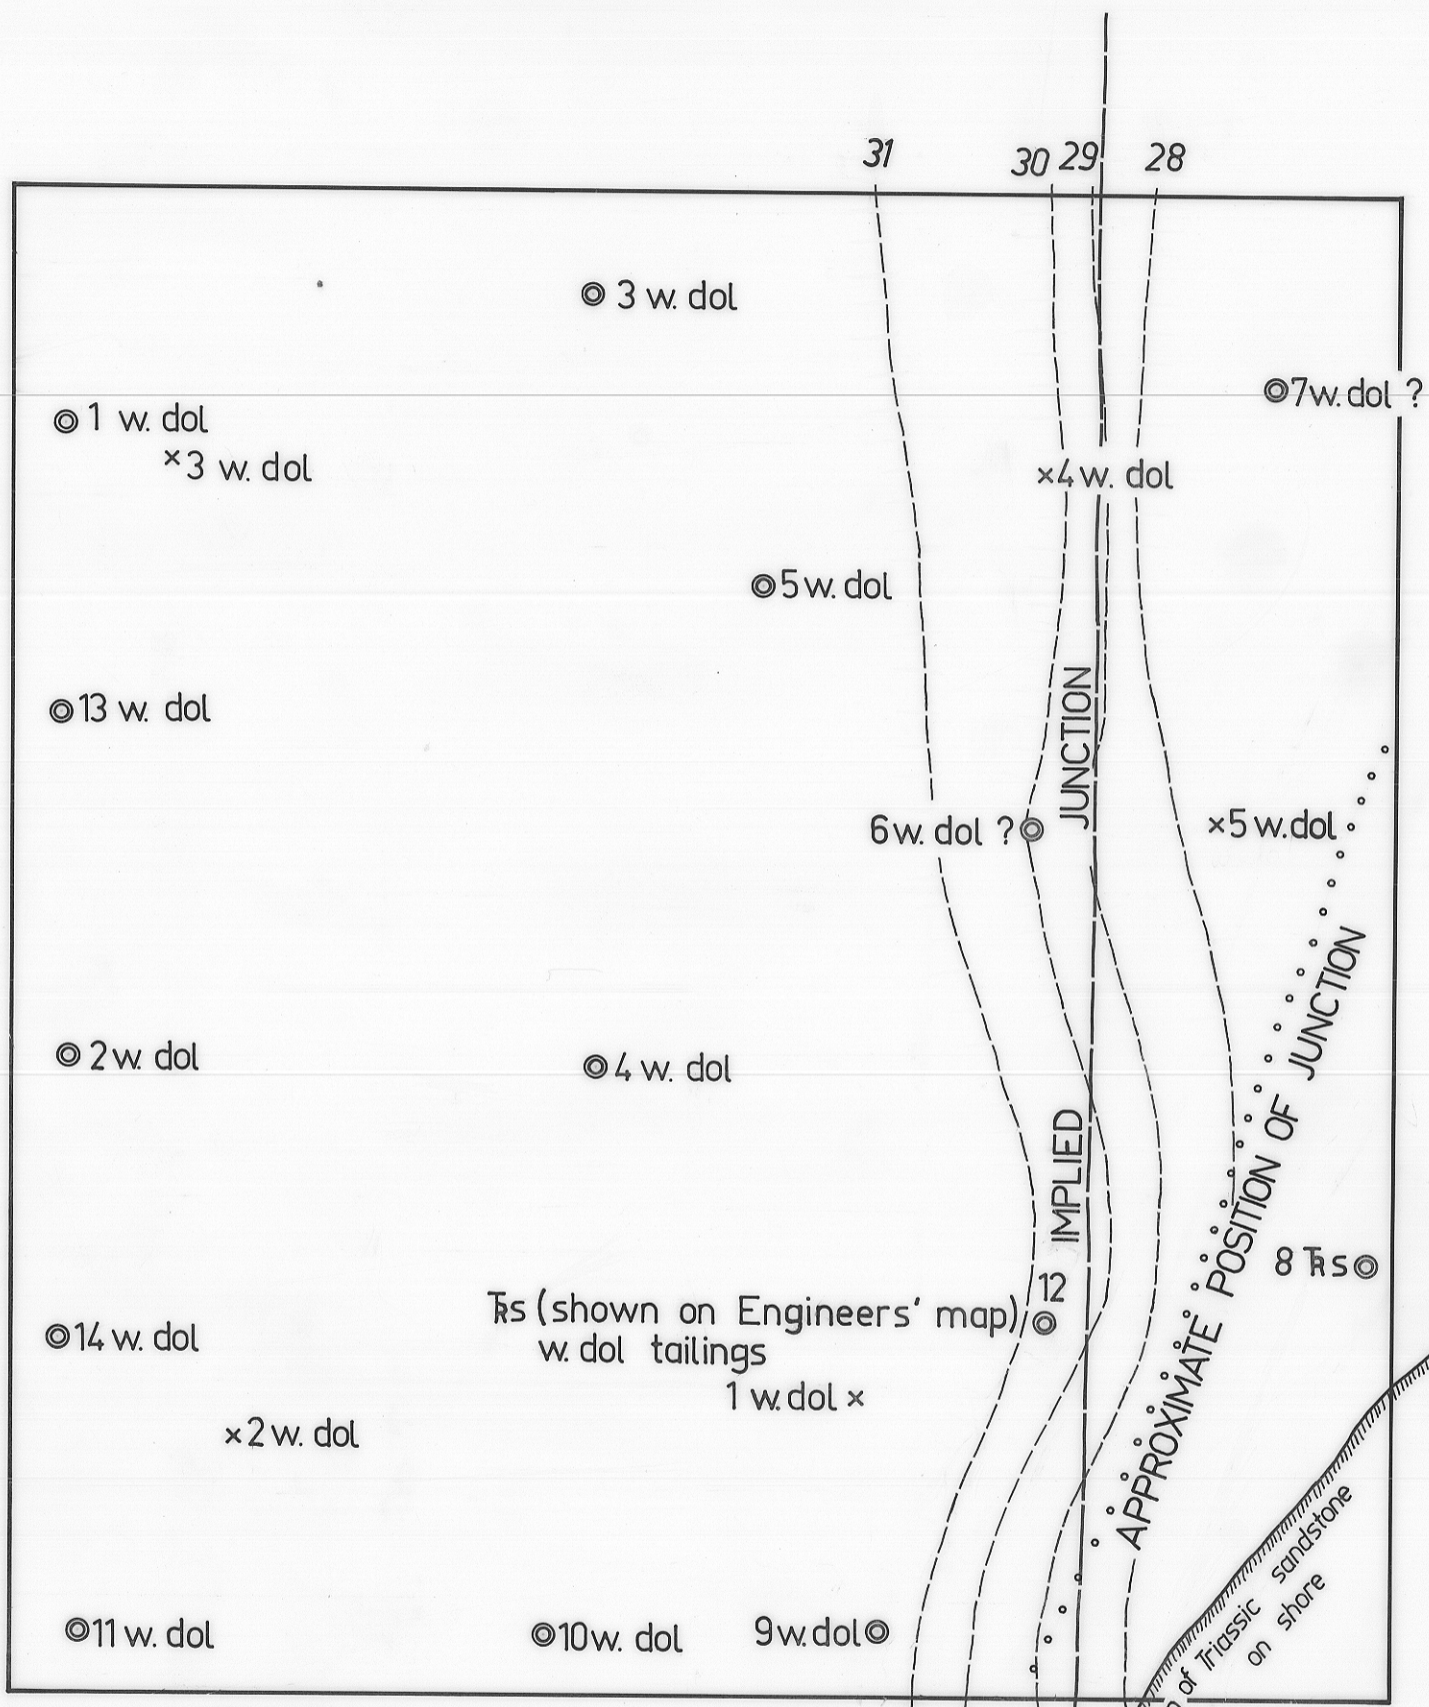 31
30 29 28
3 w. dol
7w. dol ?
1 w. dol
×3 w. dol
×4 w. dol
5 w. dol
13 w. dol
JUNCTION
6 w. dol ?
×5 w. dol
2 w. dol
4 w. dol
IMPLIED
APPROXIMATE POSITION OF JUNCTION
8 TRs
12
TRs (shown on Engineers' map)
w. dol tailings
14 w. dol
1 w. dol ×
×2 w. dol
11 w. dol
10 w. dol
9 w. dol
of Triassic sandstone
on shore